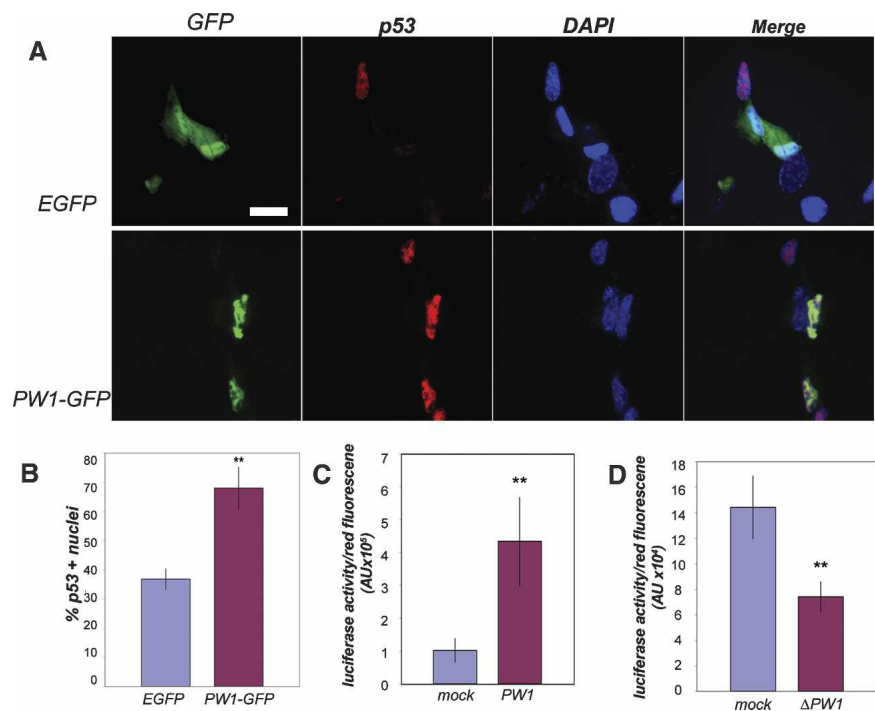 GFP p53 DAPI Merge
A
EGFP
PW1-GFP
B
% p53 + nuclei
80
70
60
50
40
30
20
10
0
**
EGFP PW1-GFP
C
luciferase activity/red fluorescene
(AUx10⁵)
7
6
5
4
3
2
1
0
**
mock PW1
D
luciferase activity/red fluorescene
(AU x10⁴)
18
16
14
12
10
8
6
4
2
0
**
mock ΔPW1